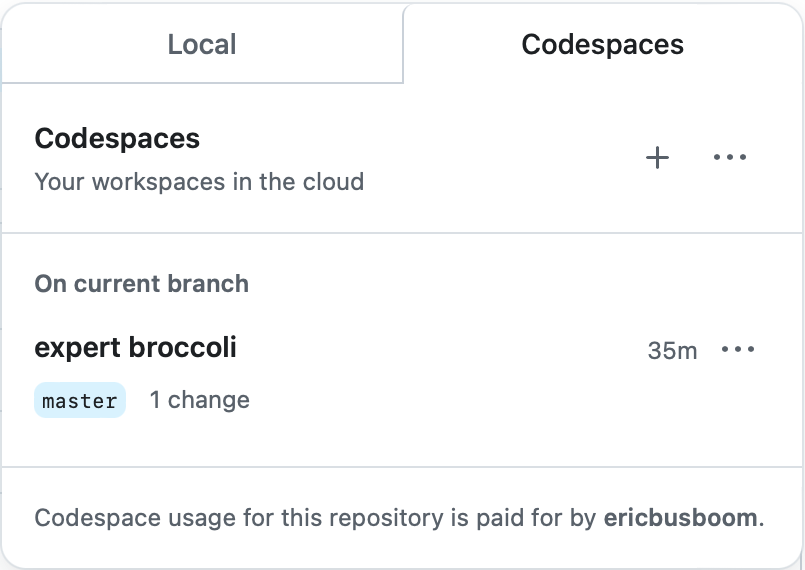 Local
Codespaces
Codespaces
Your workspaces in the cloud
On current branch
expert broccoli
35m
master
1 change
Codespace usage for this repository is paid for by ericbusboom.